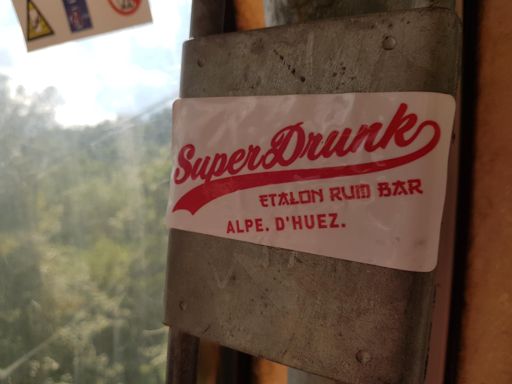 SuperDrunk
ETALON RUID BAR
ALPE. D'HUEZ.